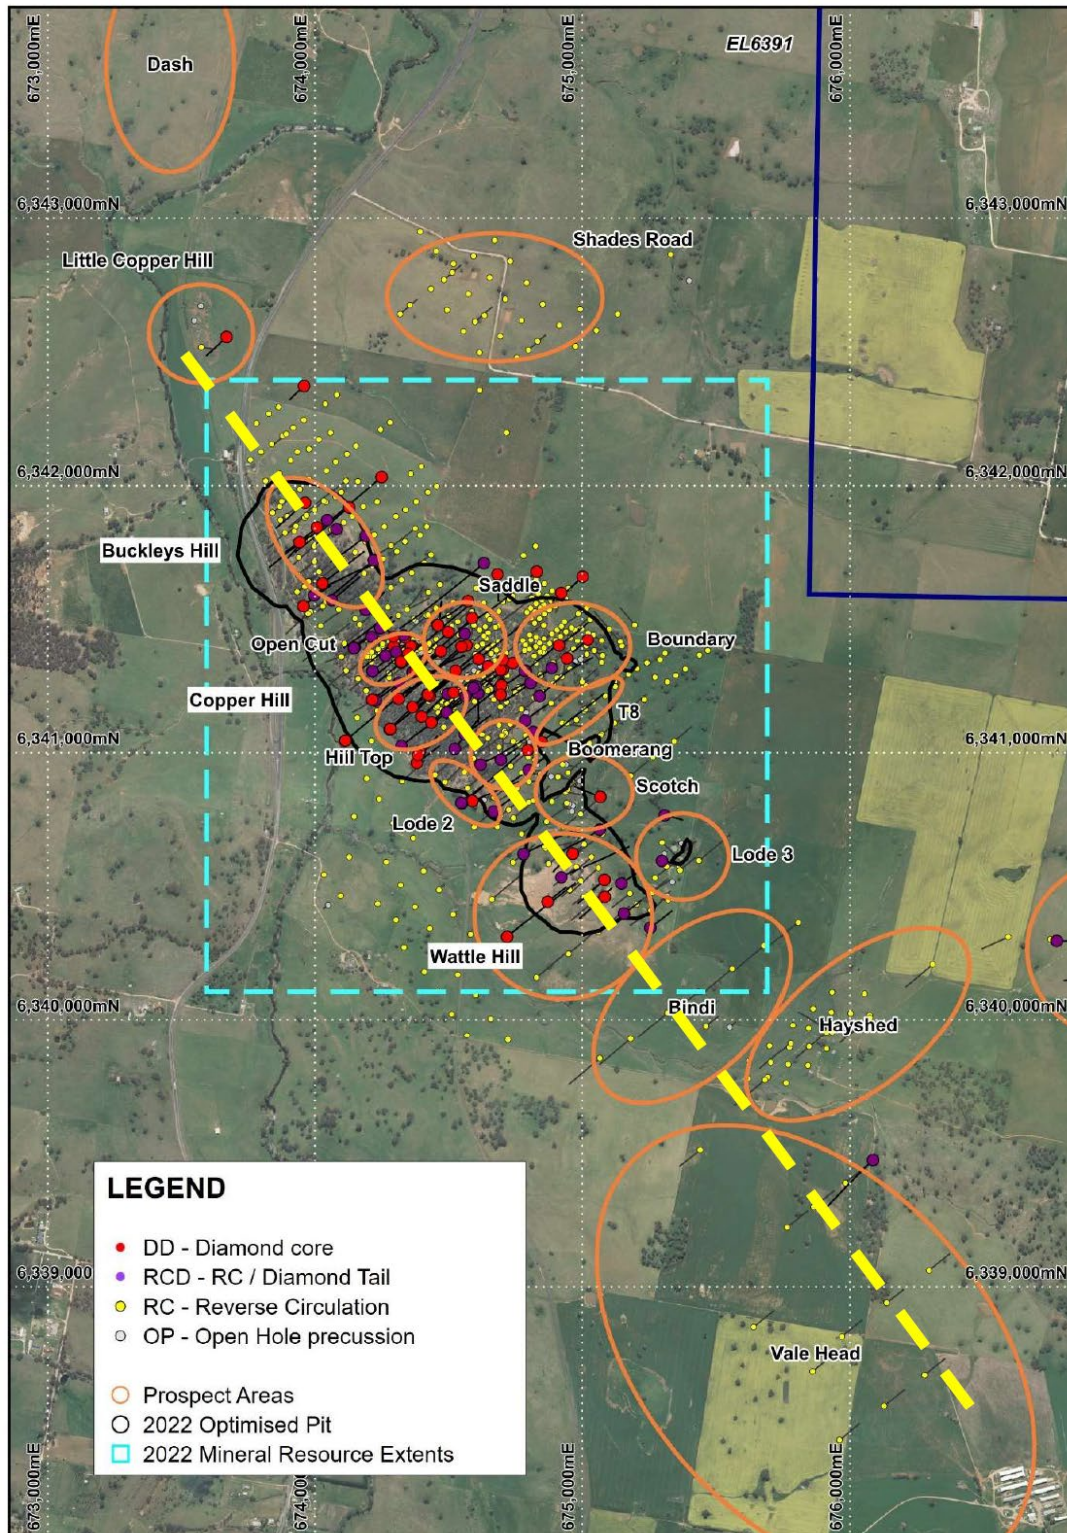 673,000mE
674,000mE
EL6391
675,000mE
676,000mE
Dash
6,343,000mN
6,343,000mN
Shades Road
Little Copper Hill
6,342,000mN
6,342,000mN
Buckleys Hill
Saddle
Open Cut
Boundary
Copper Hill
T8
6,341,000mN
Hill Top
Boomerang
6,341,000mN
Scotch
Lode 2
Lode 3
Wattle Hill
6,340,000mN
Bindi
Hayshed
6,340,000mN
LEGEND
DD - Diamond core
RCD - RC / Diamond Tail
RC - Reverse Circulation
OP - Open Hole precussion
Prospect Areas
2022 Optimised Pit
2022 Mineral Resource Extents
6,339,000mN
6,339,000mN
Vale Head
673,000mE
674,0
675,000mE
676,000mE